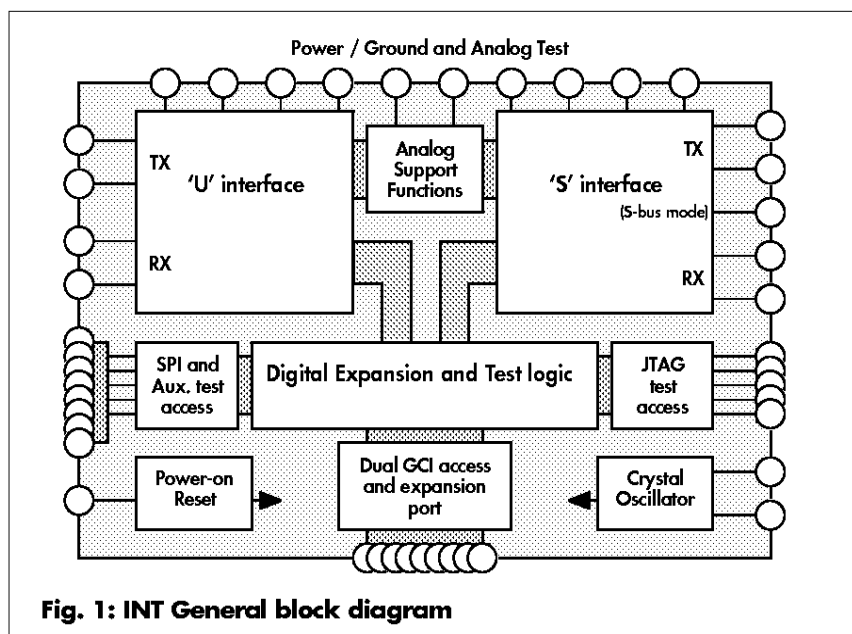 Power / Ground and Analog Test
TX
'U' interface
RX
Analog
Support
Functions
TX
'S' interface
(S-bus mode)
RX
SPI and
Aux. test
access
Digital Expansion and Test logic
JTAG
test
access
Power-on
Reset
Dual GCI access
and expansion
port
Crystal
Oscillator
Fig. 1: INT General block diagram